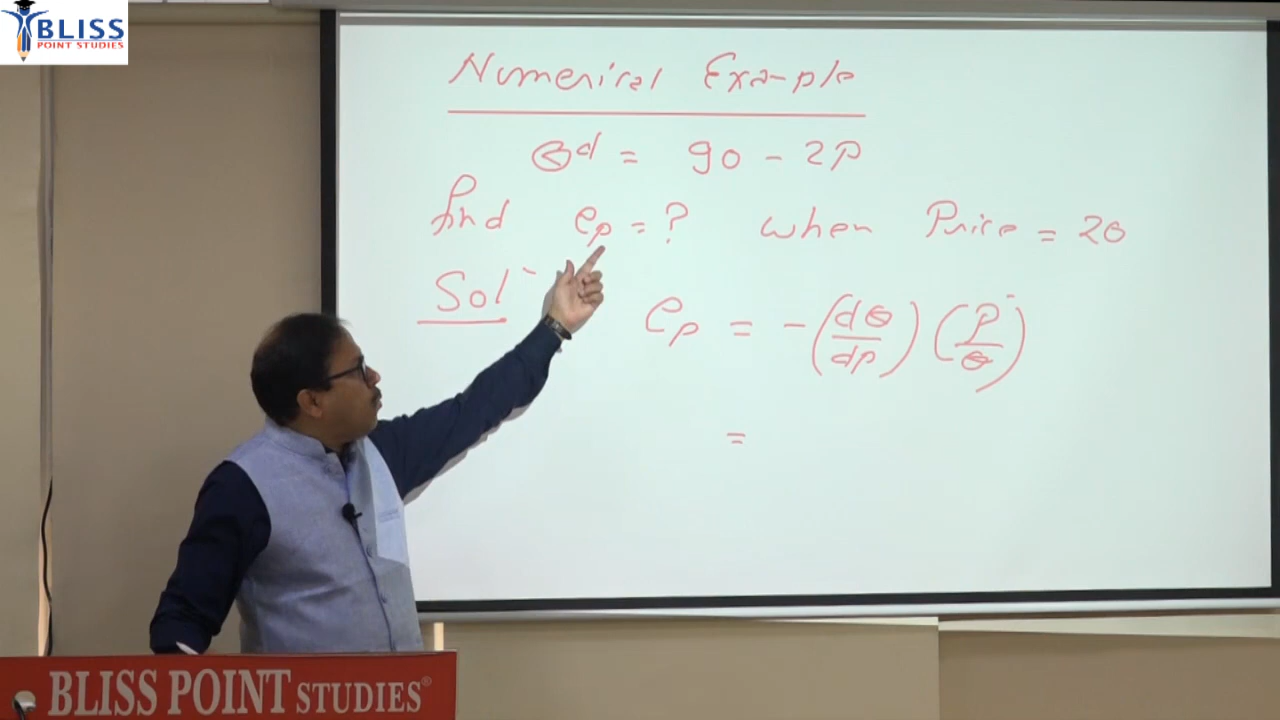 BLISS
POINT STUDIES
Numerical Example
Qd = 90 - 2P
find ep = ? when Price = 20
Sol
ep = - (dQ/dp) (P/Q)
=
BLISS POINT STUDIES®